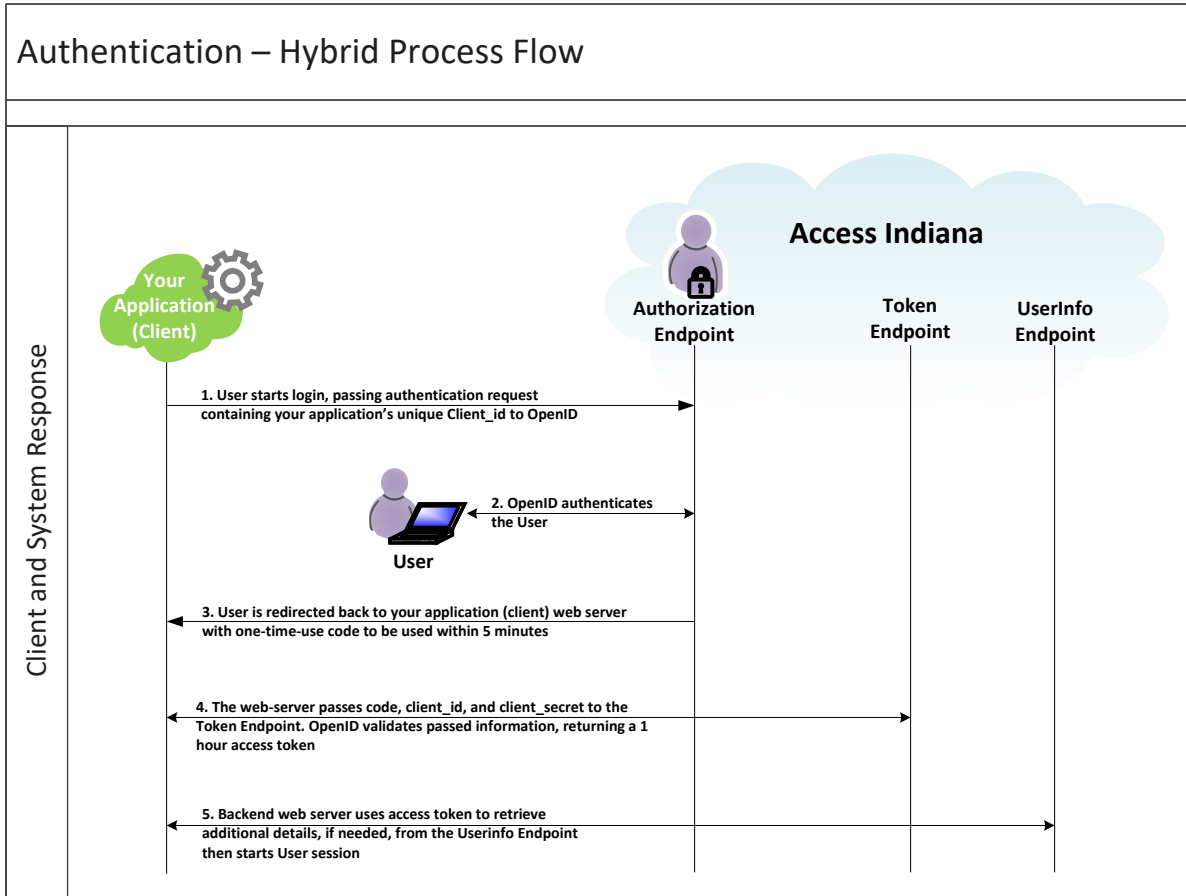 Authentication – Hybrid Process Flow
Client and System Response
Access Indiana
Your
Application
(Client)
Authorization
Endpoint
Token
Endpoint
UserInfo
Endpoint
1. User starts login, passing authentication request
containing your application's unique Client_id to OpenID
2. OpenID authenticates
the User
User
3. User is redirected back to your application (client) web server
with one-time-use code to be used within 5 minutes
4. The web-server passes code, client_id, and client_secret to the
Token Endpoint. OpenID validates passed information, returning a 1
hour access token
5. Backend web server uses access token to retrieve
additional details, if needed, from the Userinfo Endpoint
then starts User session